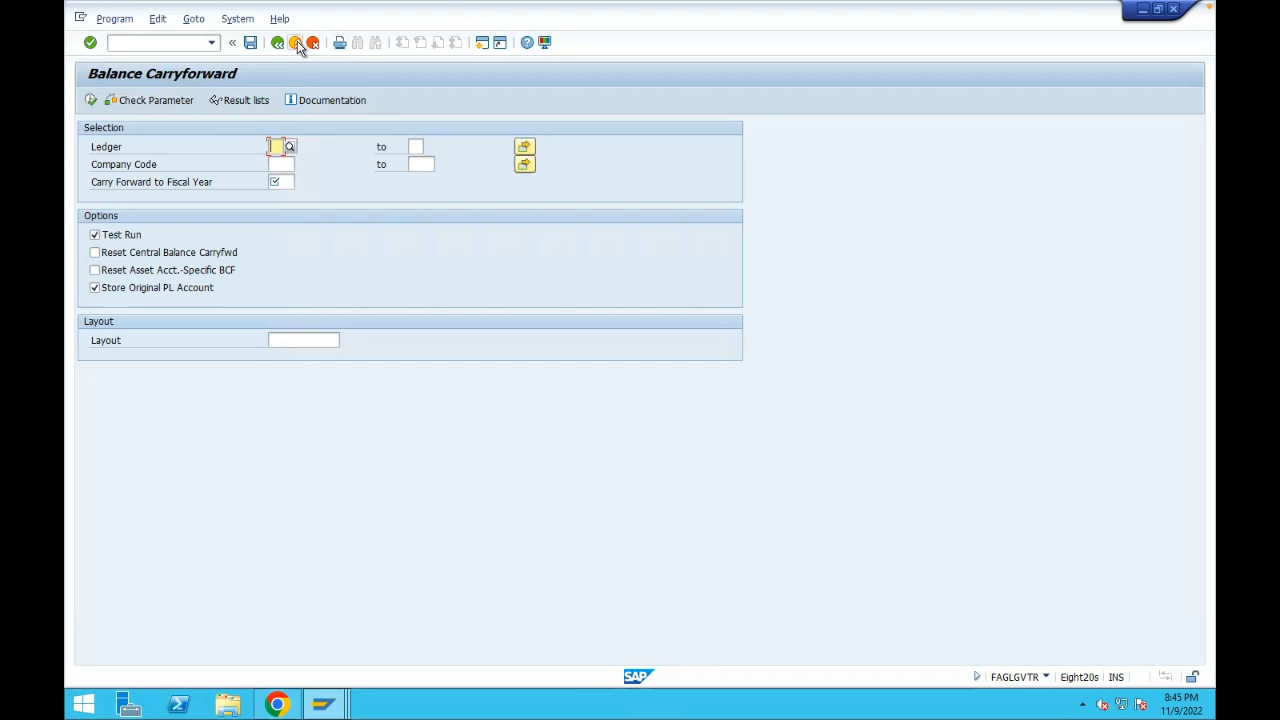 Program Edit Goto System Help
Balance Carryforward
Check Parameter Result lists Documentation
Selection
Ledger to
Company Code to
Carry Forward to Fiscal Year
Options
Test Run
Reset Central Balance Carryfwd
Reset Asset Acct.-Specific BCF
Store Original PL Account
Layout
Layout
SAP FAGLGVTR Eight20s INS
8:45 PM
11/9/2022